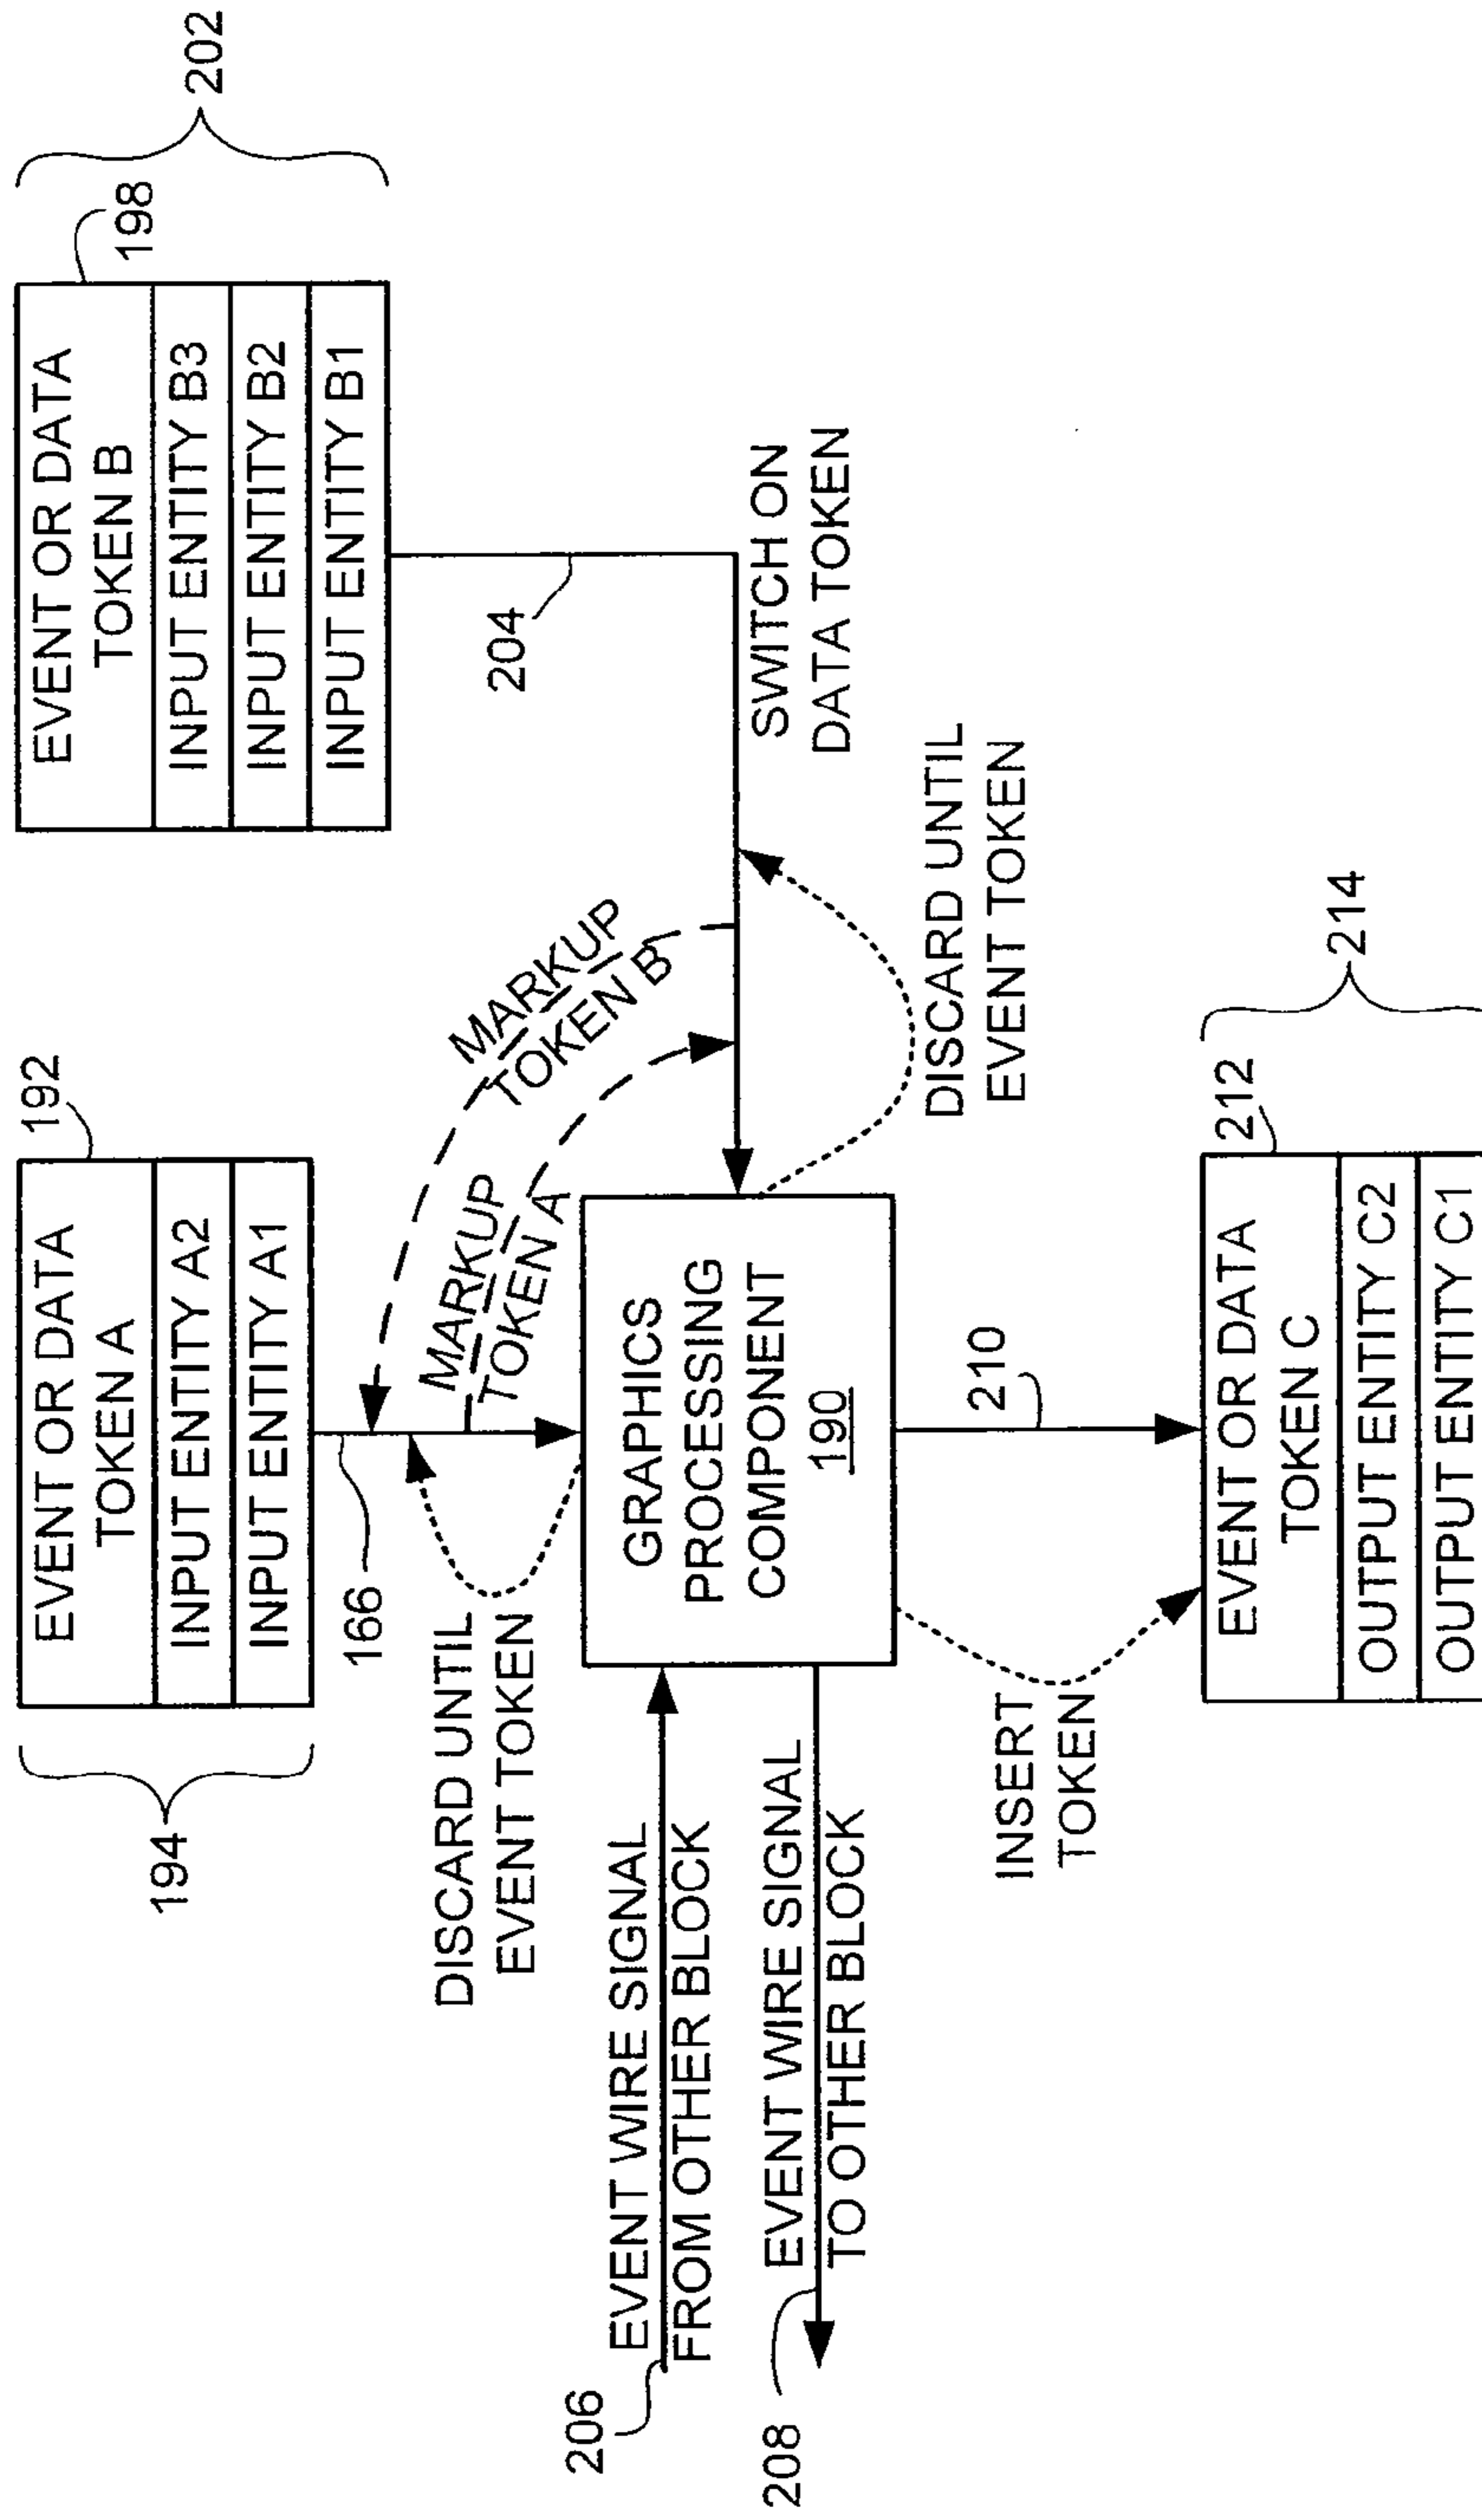 194
EVENT OR DATA
TOKEN A
INPUT ENTITY A2
INPUT ENTITY A1
192
EVENT OR DATA
TOKEN B
INPUT ENTITY B3
INPUT ENTITY B2
INPUT ENTITY B1
198
202
166
DISCARD UNTIL
EVENT TOKEN
MARKUP
TOKEN A
MARKUP
TOKEN B
204
SWITCH ON
DATA TOKEN
206
EVENT WIRE SIGNAL
FROM OTHER BLOCK
GRAPHICS
PROCESSING
COMPONENT
190
208
EVENT WIRE SIGNAL
TO OTHER BLOCK
DISCARD UNTIL
EVENT TOKEN
210
INSERT
TOKEN
EVENT OR DATA
TOKEN C
OUTPUT ENTITY C2
OUTPUT ENTITY C1
212
214